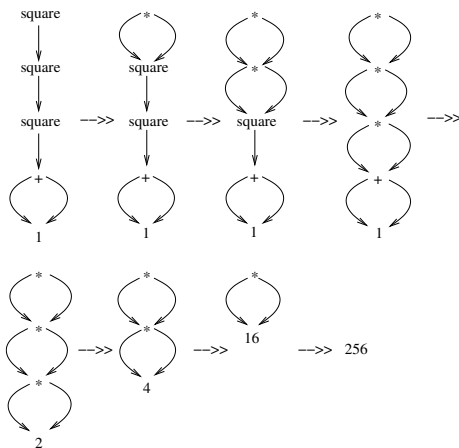 square * * *
square square * *
square -->> square -->> square -->> * -->>
+ + + +
1 1 1 1
* * *
* * 16
-->> -->> -->> 256
* 4
2